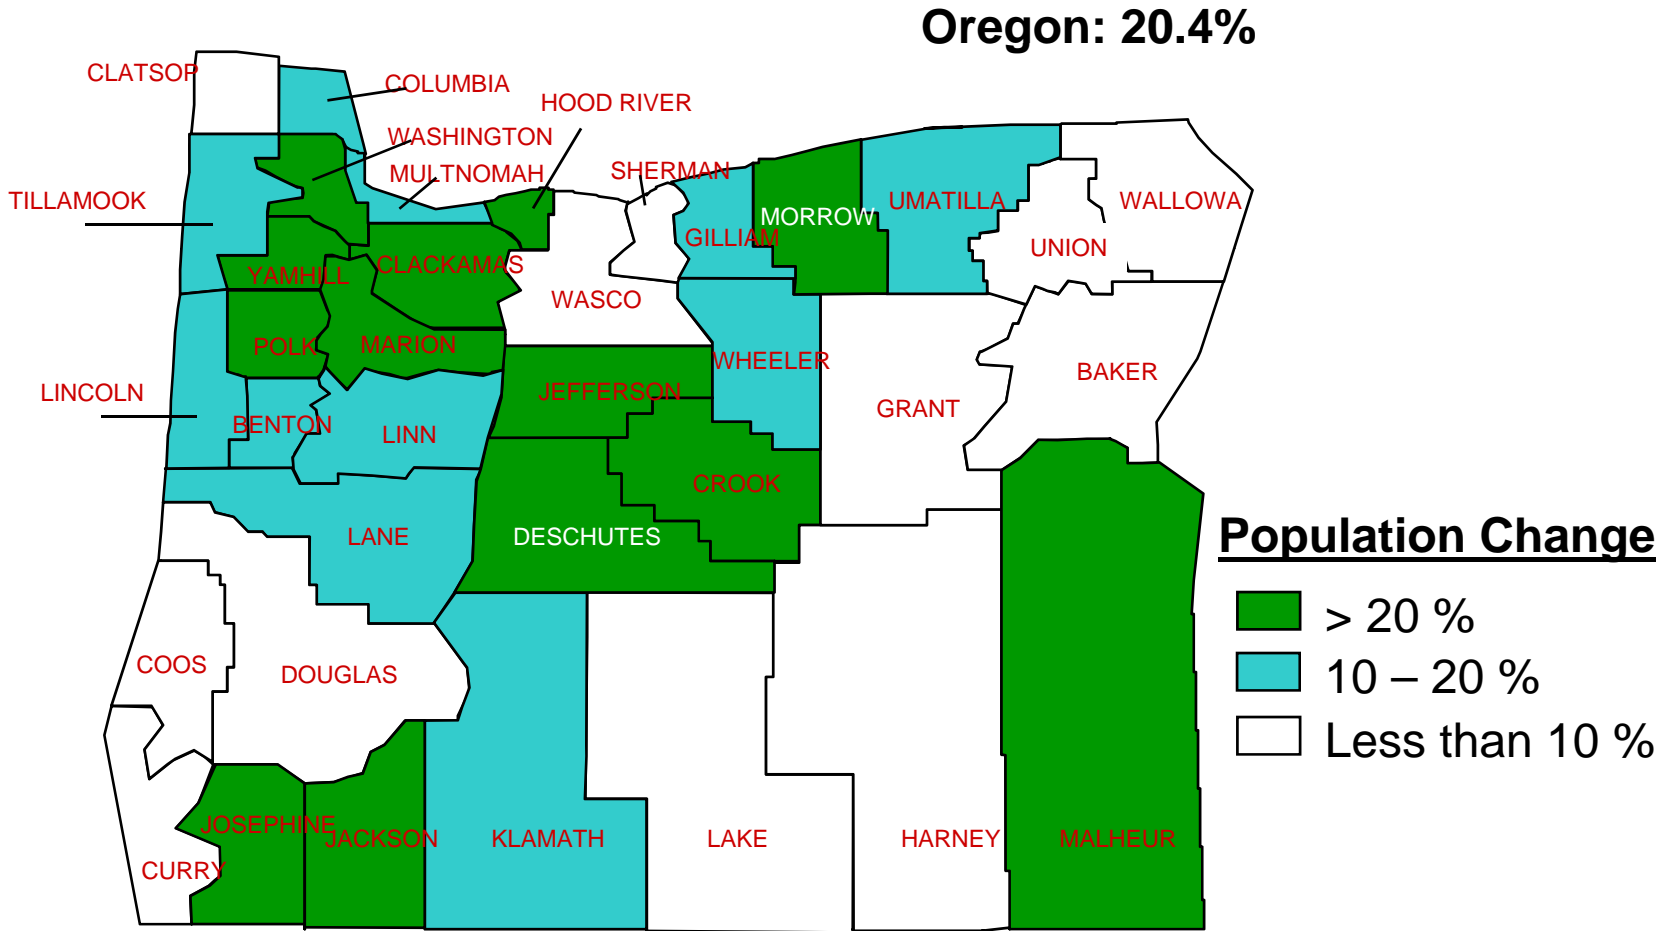 Oregon: 20.4%
CLATSOP
COLUMBIA
HOOD RIVER
WASHINGTON
MULTNOMAH
SHERMAN
TILLAMOOK
UMATILLA
WALLOWA
MORROW
GILLIAM
UNION
YAMHILL
CLACKAMAS
WASCO
POLK
MARION
WHEELER
BAKER
LINCOLN
JEFFERSON
GRANT
BENTON
LINN
CROOK
LANE
DESCHUTES
Population Change
> 20 %
10 – 20 %
Less than 10 %
COOS
DOUGLAS
JOSEPHINE
JACKSON
KLAMATH
LAKE
HARNEY
MALHEUR
CURRY